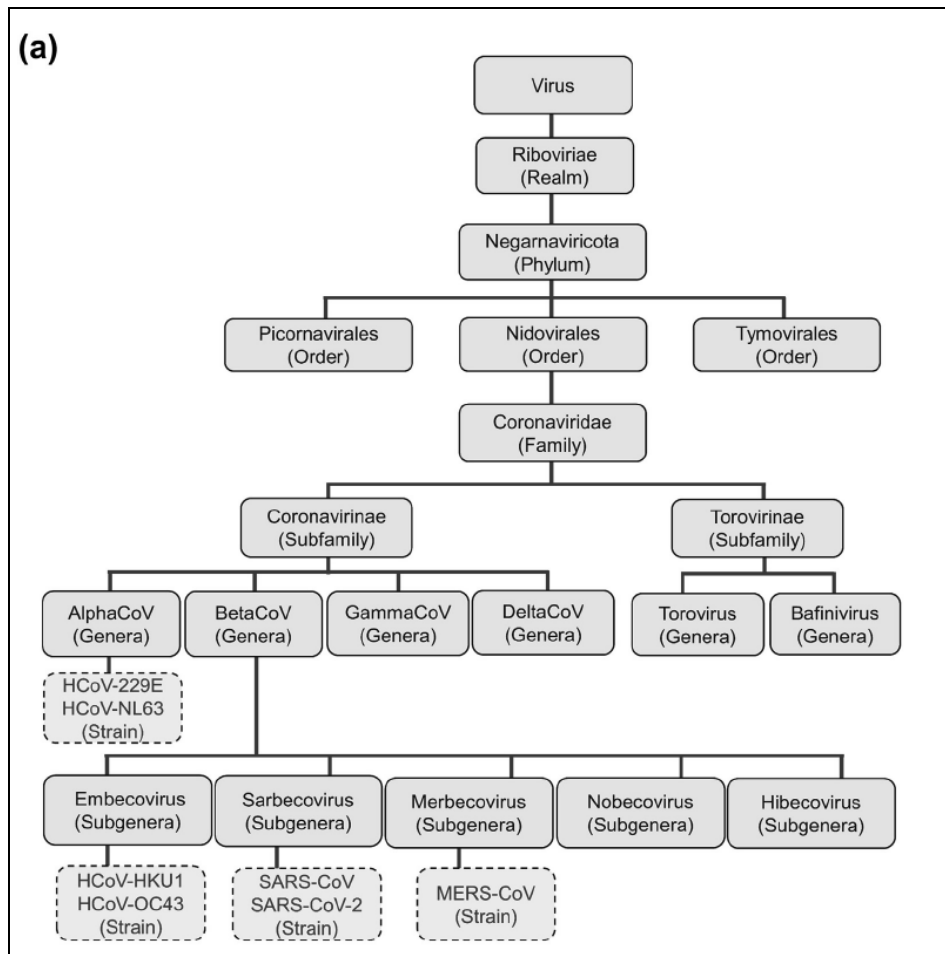 (a)
Virus
Riboviriae
(Realm)
Negarnaviricota
(Phylum)
Picornavirales
(Order)
Nidovirales
(Order)
Tymovirales
(Order)
Coronaviridae
(Family)
Coronavirinae
(Subfamily)
Torovirinae
(Subfamily)
AlphaCoV
(Genera)
BetaCoV
(Genera)
GammaCoV
(Genera)
DeltaCoV
(Genera)
Torovirus
(Genera)
Bafinivirus
(Genera)
HCoV-229E
HCoV-NL63
(Strain)
Embecovirus
(Subgenera)
Sarbecovirus
(Subgenera)
Merbecovirus
(Subgenera)
Nobecovirus
(Subgenera)
Hibecovirus
(Subgenera)
HCoV-HKU1
HCoV-OC43
(Strain)
SARS-CoV
SARS-CoV-2
(Strain)
MERS-CoV
(Strain)